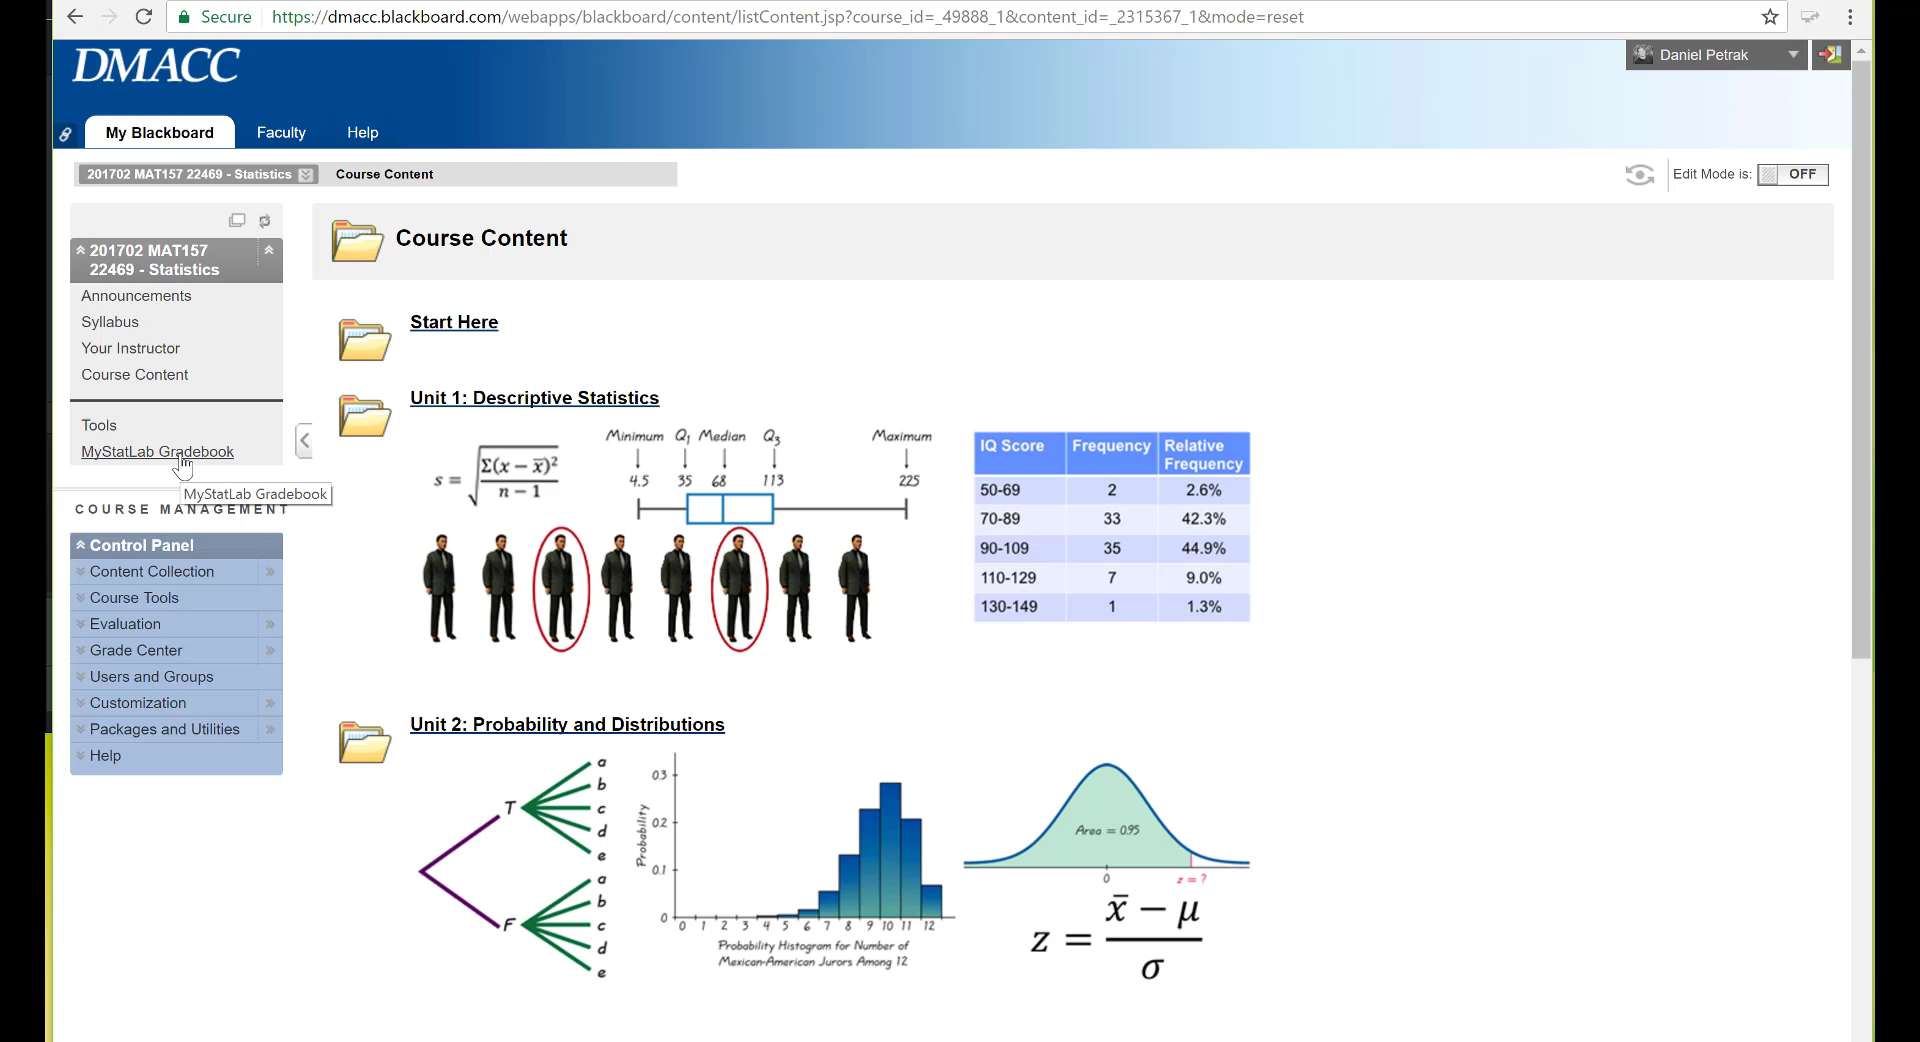 Secure
https://dmacc.blackboard.com/webapps/blackboard/content/listContent.jsp?course_id=_49888_1&content_id=_2315367_1&mode=reset
DMACC
Daniel Petrak
My Blackboard
Faculty
Help
201702 MAT157 22469 - Statistics
Course Content
Edit Mode is:
OFF
201702 MAT157
22469 - Statistics
Announcements
Syllabus
Your Instructor
Course Content
Tools
MyStatLab Gradebook
MyStatLab Gradebook
COURSE MANAGEMENT
Control Panel
Content Collection
Course Tools
Evaluation
Grade Center
Users and Groups
Customization
Packages and Utilities
Help
Course Content
Start Here
Unit 1: Descriptive Statistics
s = √ Σ(x − x̄)² / n − 1
Minimum Q₁ Median Q₃ Maximum
4.5 35 68 113 225
IQ Score Frequency Relative Frequency
50-69 2 2.6%
70-89 33 42.3%
90-109 35 44.9%
110-129 7 9.0%
130-149 1 1.3%
Unit 2: Probability and Distributions
T
a
b
c
d
e
F
a
b
c
d
e
Probability
0.3
0.2
0.1
0
0 1 2 3 4 5 6 7 8 9 10 11 12
Probability Histogram for Number of
Mexican-American Jurors Among 12
Area = 0.95
0
z = ?
z = x̄ − μ / σ